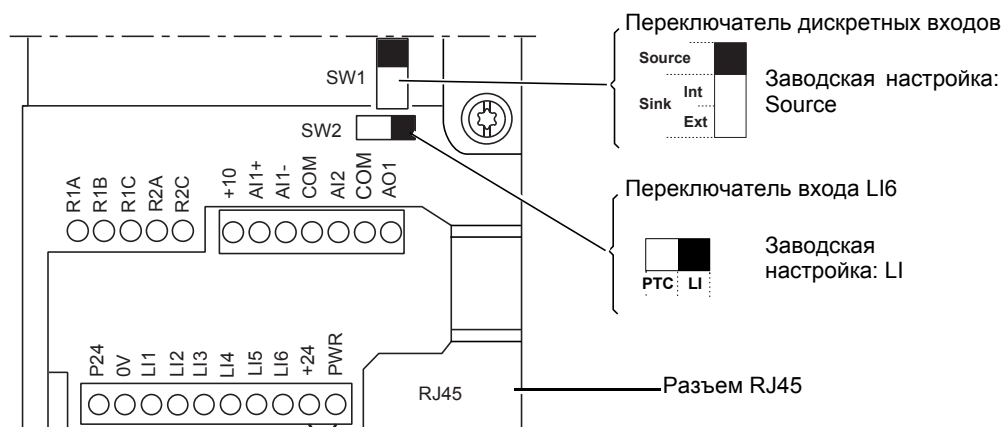 Переключатель дискретных входов
Source
Sink
Int
Ext
Заводская настройка:
Source
SW1
SW2
R1A
R1B
R1C
R2A
R2C
+10
AI1+
AI1-
COM
AI2
COM
AO1
Переключатель входа LI6
PTC
LI
Заводская
настройка: LI
P24
0V
LI1
LI2
LI3
LI4
LI5
LI6
+24
PWR
RJ45
Разъем RJ45